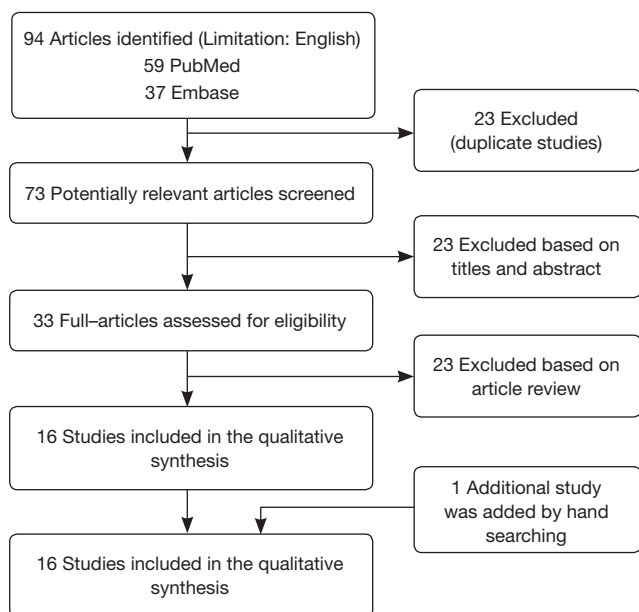 94 Articles identified (Limitation: English)
59 PubMed
37 Embase
23 Excluded
(duplicate studies)
73 Potentially relevant articles screened
23 Excluded based on
titles and abstract
33 Full–articles assessed for eligibility
23 Excluded based on
article review
16 Studies included in the qualitative
synthesis
1 Additional study
was added by hand
searching
16 Studies included in the qualitative
synthesis